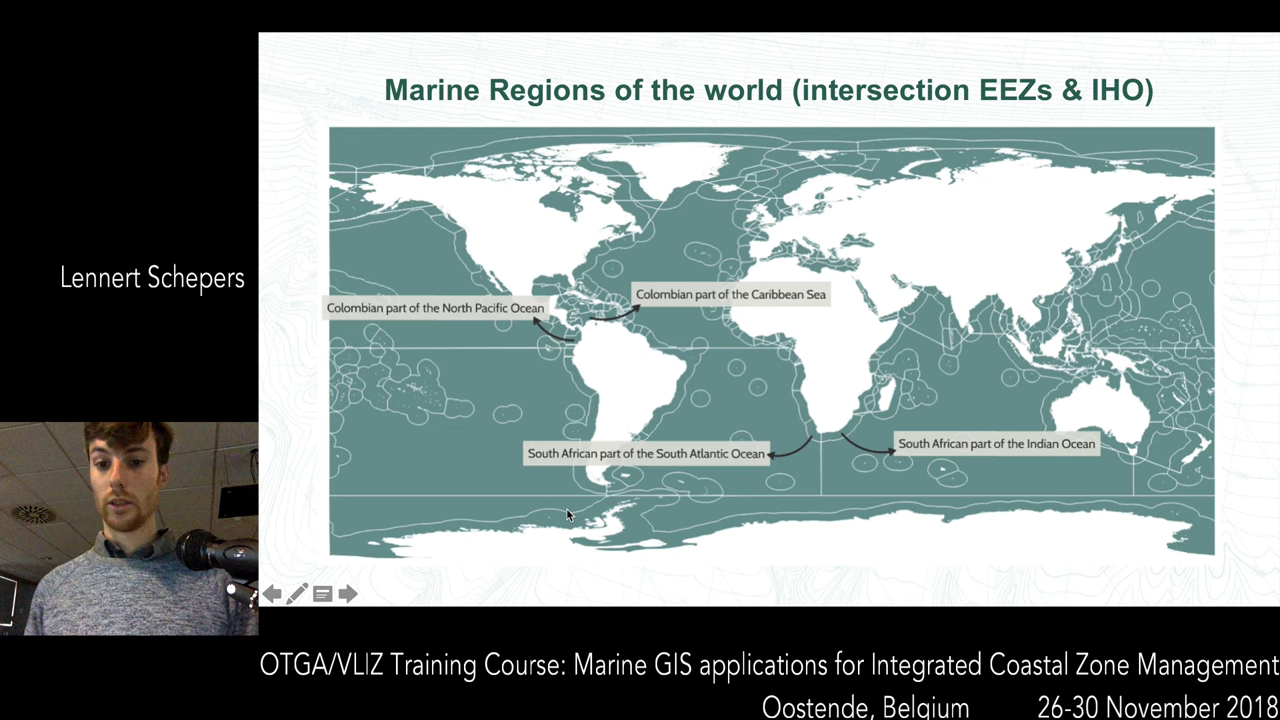 Marine Regions of the world (intersection EEZs & IHO)
Lennert Schepers
Colombian part of the Caribbean Sea
Colombian part of the North Pacific Ocean
South African part of the Indian Ocean
South African part of the South Atlantic Ocean
OTGA/VLIZ Training Course: Marine GIS applications for Integrated Coastal Zone Management
Oostende, Belgium 26-30 November 2018